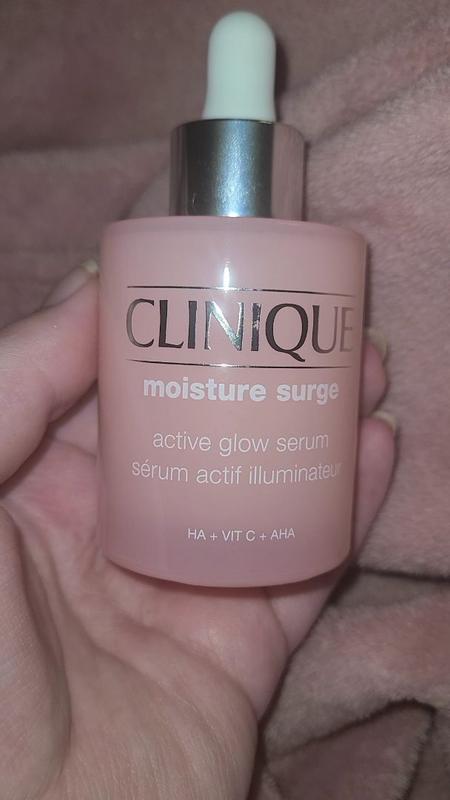 CLINIQUE
moisture surge
active glow serum
sérum actif illuminateur
HA + VIT C + AHA